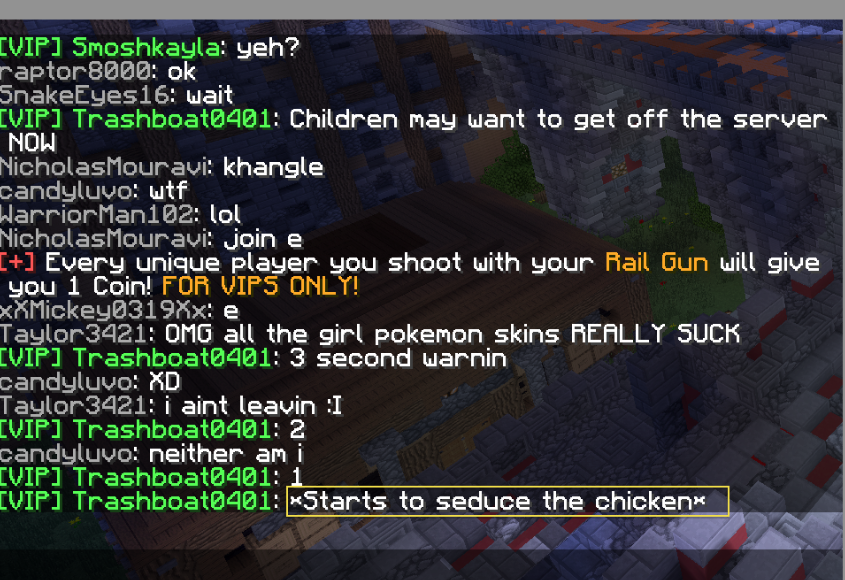 [VIP] Smoshkayla: yeh?
raptor8000: ok
SnakeEyes16: wait
[VIP] Trashboat0401: Children may want to get off the server
NOW
NicholasMouravi: khangle
candyluvo: wtf
WarriorMan102: lol
NicholasMouravi: join e
[+] Every unique player you shoot with your Rail Gun will give
you 1 Coin! FOR VIPS ONLY!
xXMickey0319Xx: e
Taylor3421: OMG all the girl pokemon skins REALLY SUCK
[VIP] Trashboat0401: 3 second warnin
candyluvo: XD
Taylor3421: i aint leavin :I
[VIP] Trashboat0401: 2
candyluvo: neither am i
[VIP] Trashboat0401: 1
[VIP] Trashboat0401: *Starts to seduce the chicken*